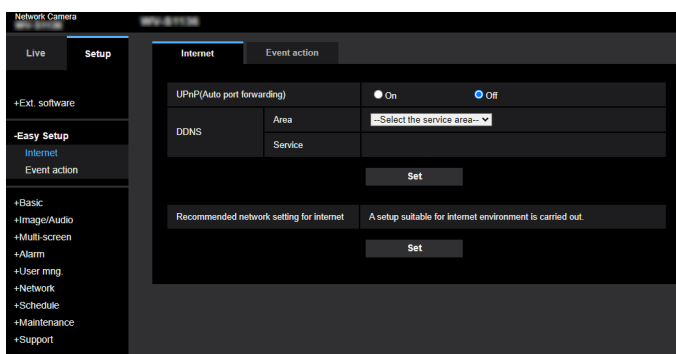 Network Camera
Live
Setup
+Ext. software
-Easy Setup
Internet
Event action
+Basic
+Image/Audio
+Multi-screen
+Alarm
+User mng.
+Network
+Schedule
+Maintenance
+Support
Internet
Event action
UPnP(Auto port forwarding)
On
Off
DDNS
Area
--Select the service area--
Service
Set
Recommended network setting for internet
A setup suitable for internet environment is carried out.
Set